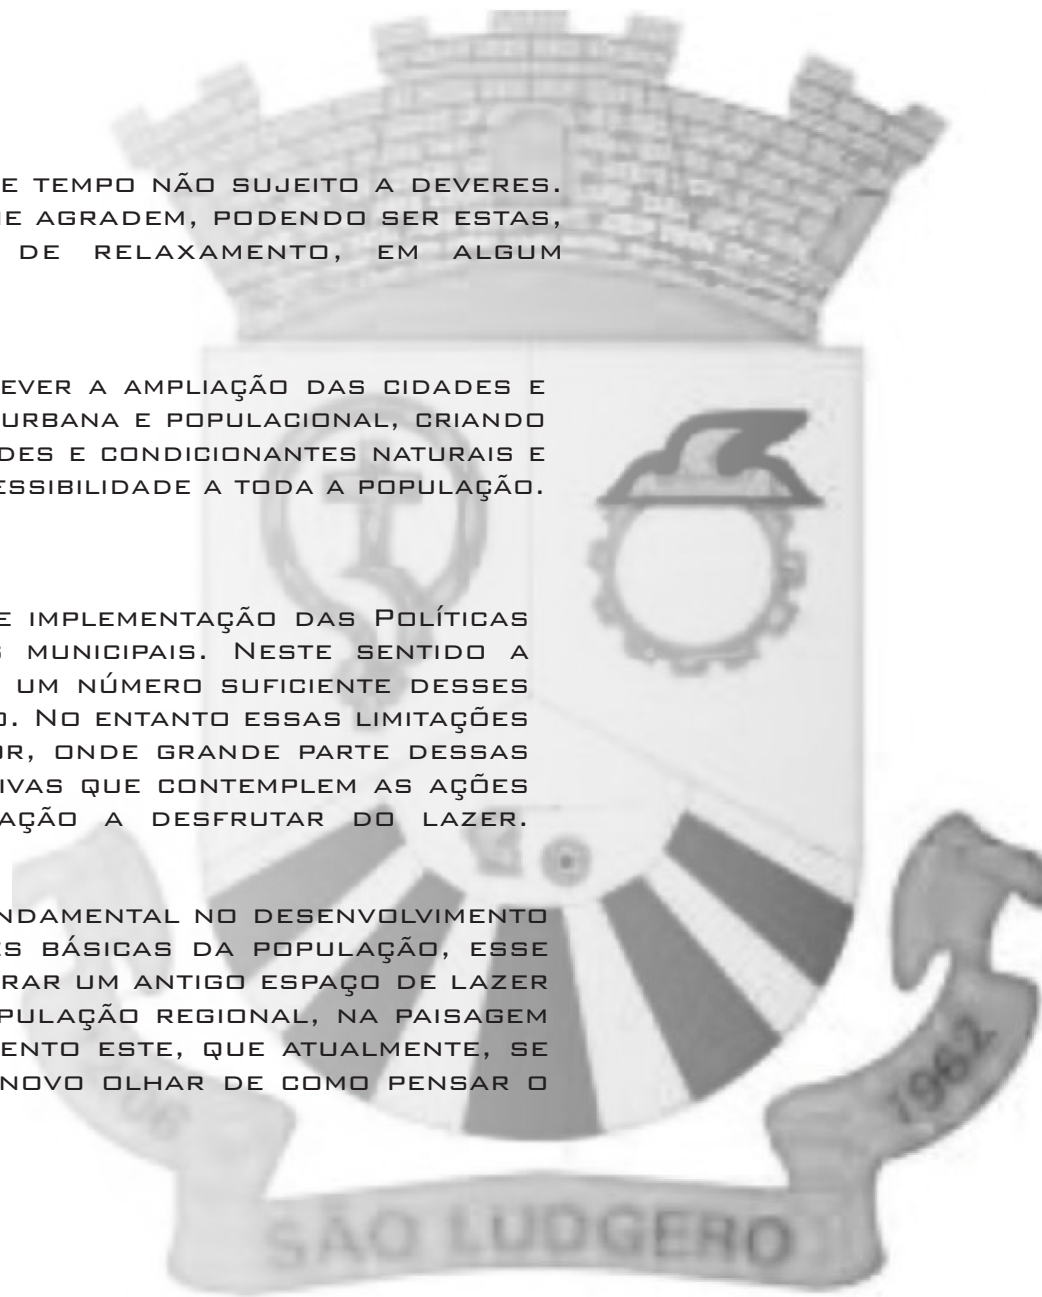 E TEMPO NÃO SUJEITO A DEVERES.
E AGRADEM, PODENDO SER ESTAS,
DE RELAXAMENTO, EM ALGUM
EVER A AMPLIAÇÃO DAS CIDADES E
URBANA E POPULACIONAL, CRIANDO
DES E CONDICIONANTES NATURAIS E
ESSIBILIDADE A TODA A POPULAÇÃO.
E IMPLEMENTAÇÃO DAS POLÍTICAS
S MUNICIPAIS. NESTE SENTIDO A
UM NÚMERO SUFICIENTE DESSES
O. NO ENTANTO ESSAS LIMITAÇÕES
OR, ONDE GRANDE PARTE DESSAS
IVAS QUE CONTEMPLEM AS AÇÕES
AÇÃO A DESFRUTAR DO LAZER.
NDAMENTAL NO DESENVOLVIMENTO
ES BÁSICAS DA POPULAÇÃO, ESSE
RAR UM ANTIGO ESPAÇO DE LAZER
PULAÇÃO REGIONAL, NA PAISAGEM
ENTO ESTE, QUE ATUALMENTE, SE
NOVO OLHAR DE COMO PENSAR O
1962
SÃO LUDGERO